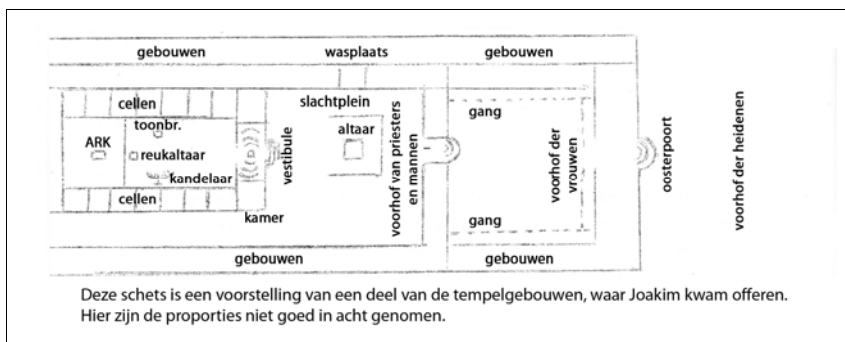 gebouwen
wasplaats
gebouwen
cellen
slachtplein
toonbr.
gang
ARK
reukaltaar
altaar
kandelaar
vestibule
voorhof van priesters
en mannen
voorhof der
vrouwen
oosterpoort
voorhof der heidenen
cellen
kamer
gang
gebouwen
gebouwen
Deze schets is een voorstelling van een deel van de tempelgebouwen, waar Joakim kwam offeren.
Hier zijn de proporties niet goed in acht genomen.